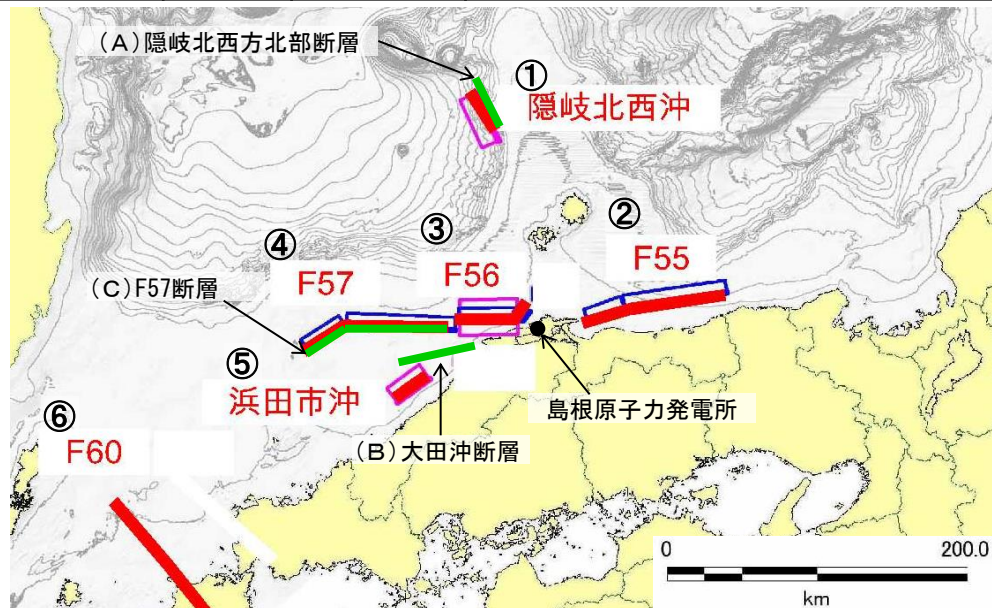 (A)隠岐北西方北部断層
①
隠岐北西沖
②
F55
③
F56
④
F57
(C)F57断層
⑤
浜田市沖
島根原子力発電所
(B)大田沖断層
⑥
F60
0 200.0
km